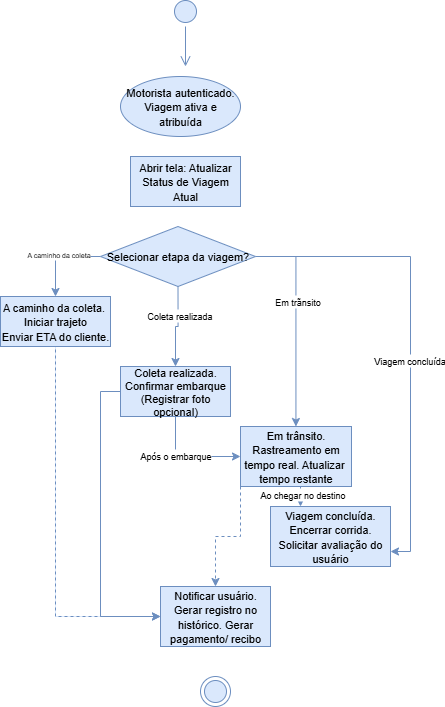 Motorista autenticado.
Viagem ativa e
atribuída
Abrir tela: Atualizar
Status de Viagem
Atual
Selecionar etapa da viagem?
A caminho da coleta
Em trânsito
Coleta realizada
Viagem concluída
A caminho da coleta.
Iniciar trajeto
Enviar ETA do cliente.
Coleta realizada.
Confirmar embarque
(Registrar foto
opcional)
Após o embarque
Em trânsito.
Rastreamento em
tempo real. Atualizar
tempo restante
Ao chegar no destino
Viagem concluída.
Encerrar corrida.
Solicitar avaliação do
usuário
Notificar usuário.
Gerar registro no
histórico. Gerar
pagamento/ recibo